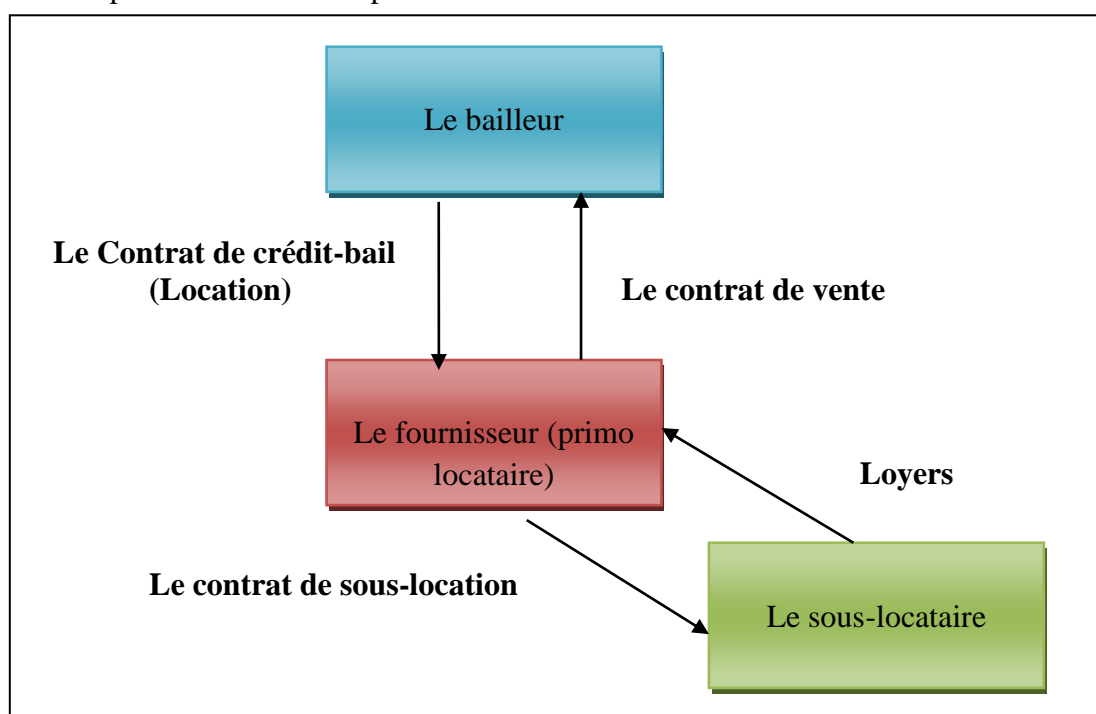 Le bailleur
Le Contrat de crédit-bail
(Location)
Le contrat de vente
Le fournisseur (primo
locataire)
Loyers
Le contrat de sous-location
Le sous-locataire